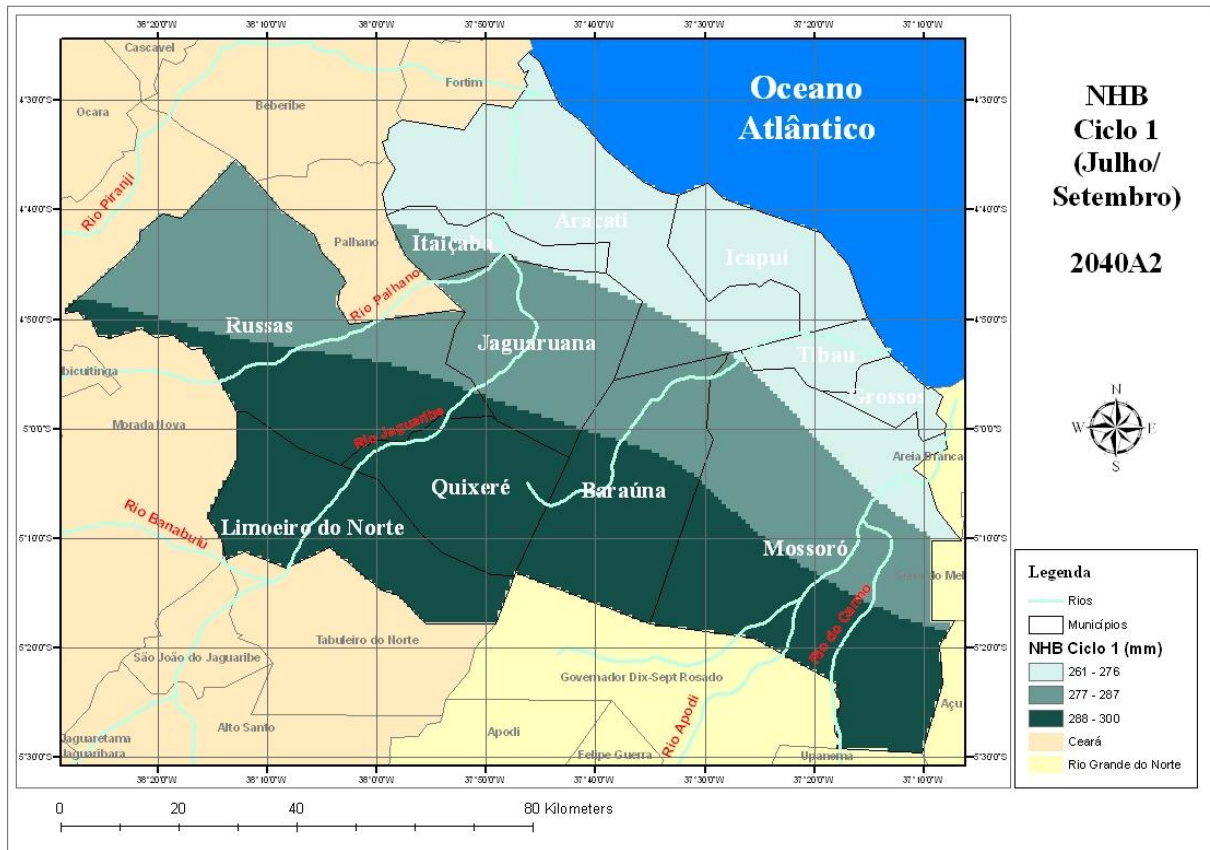 38°20'0"W
38°10'0"W
38°0'0"W
37°50'0"W
37°40'0"W
37°30'0"W
37°20'0"W
37°10'0"W
Cascavel
Fortim
Ocara
Beberibe
4°30'0"S
4°30'0"S
Oceano
Atlântico
Rio Piranji
4°40'0"S
4°40'0"S
Palhano
Itaiçaba
Aracati
Icapuí
Rio Palhano
4°50'0"S
4°50'0"S
Russas
Jaguaruana
Tibau
Ibicuitinga
Grossos
Morada Nova
Rio Jaguaribe
5°0'0"S
5°0'0"S
Areia Branca
Quixeré
Baraúna
Rio Banabuiú
Limoeiro do Norte
5°10'0"S
5°10'0"S
Mossoró
Serra do Mel
Rio do Carmo
Tabuleiro do Norte
5°20'0"S
5°20'0"S
São João do Jaguaribe
Governador Dix-Sept Rosado
Açu
Alto Santo
Apodi
Rio Apodi
Jaguaretama
Jaguaribara
Felipe Guerra
Upanema
5°30'0"S
5°30'0"S
38°20'0"W
38°10'0"W
38°0'0"W
37°50'0"W
37°40'0"W
37°30'0"W
37°20'0"W
37°10'0"W
0
20
40
80 Kilometers
NHB
Ciclo 1
(Julho/
Setembro)
2040A2
N
W
E
S
Legenda
Rios
Municípios
NHB Ciclo 1 (mm)
261 - 276
277 - 287
288 - 300
Ceará
Rio Grande do Norte